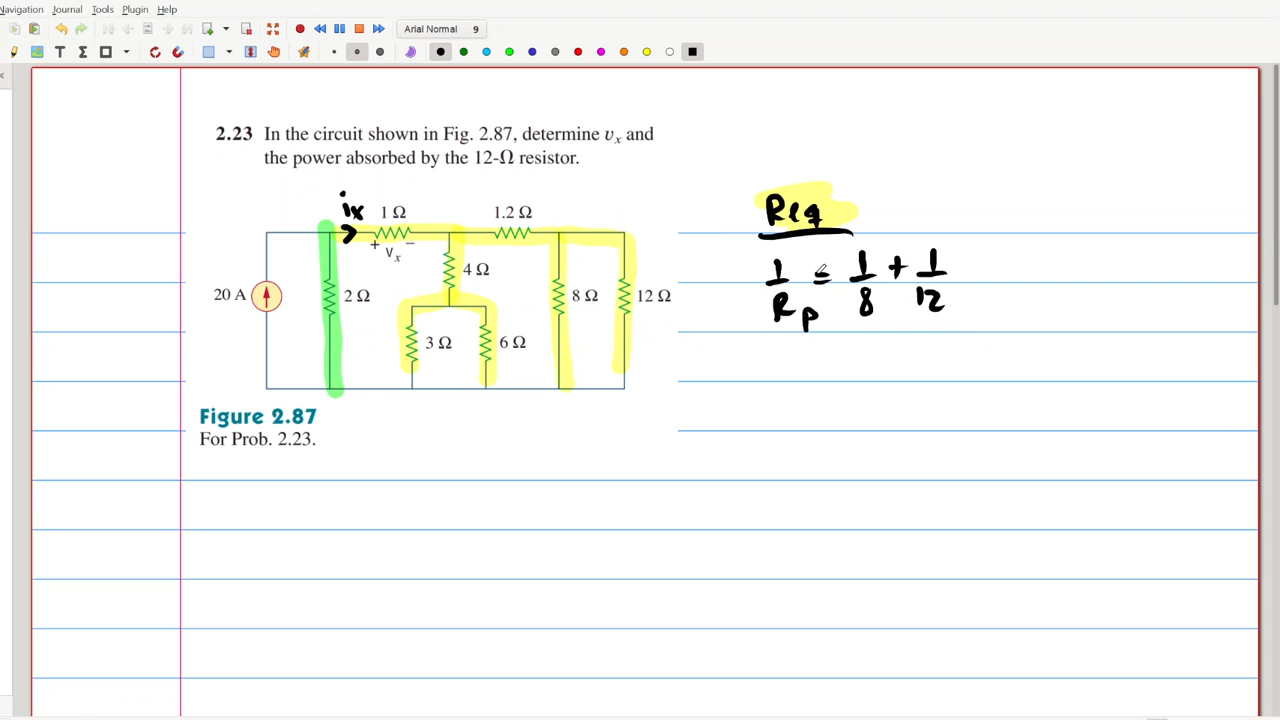 Navigation Journal Tools Plugin Help
Arial Normal 9
2.23 In the circuit shown in Fig. 2.87, determine vx and
the power absorbed by the 12-Ω resistor.
ix
1 Ω 1.2 Ω
+ vx −
4 Ω
20 A 2 Ω 8 Ω 12 Ω
3 Ω 6 Ω
Figure 2.87
For Prob. 2.23.
Req
1/Rp = 1/8 + 1/12